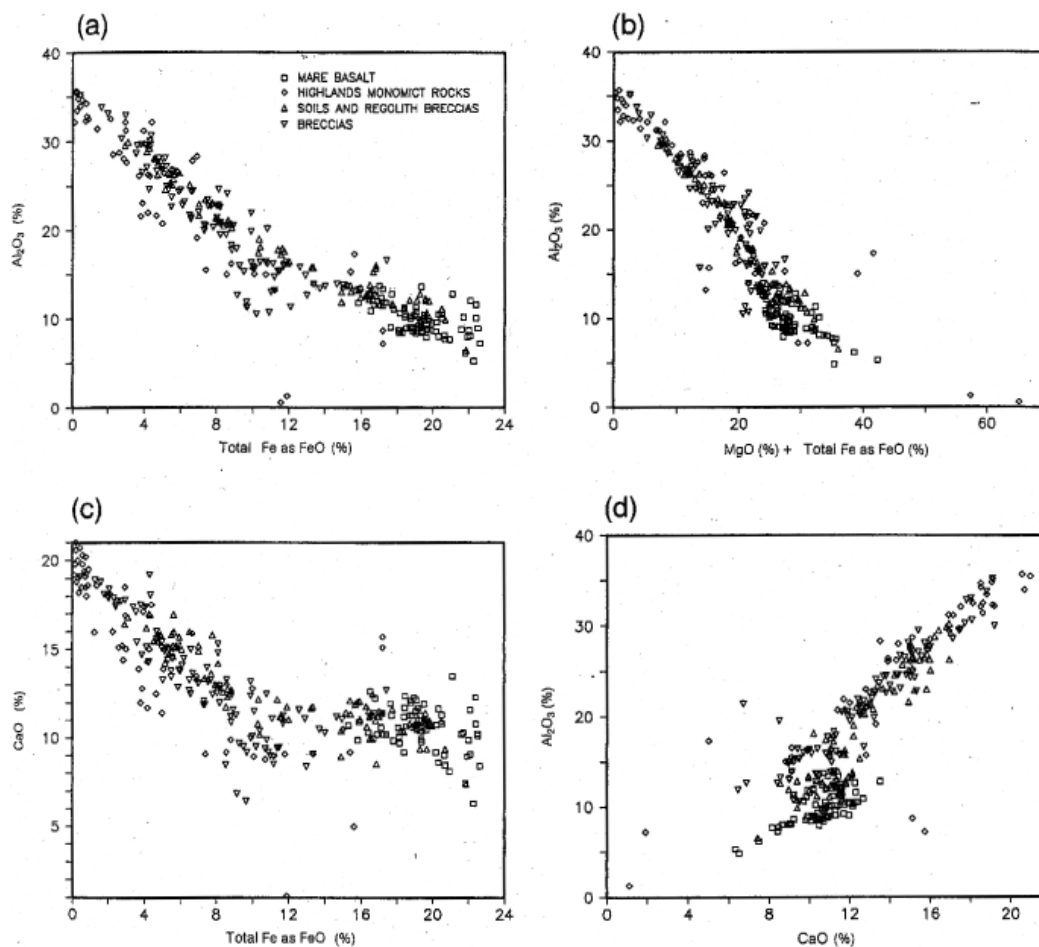 (a)
40
30
20
10
0
Al₂O₃ (%)
□ MARE BASALT
◇ HIGHLANDS MONOMICT ROCKS
△ SOILS AND REGOLITH BRECCIAS
▽ BRECCIAS
0 4 8 12 16 20 24
Total Fe as FeO (%)
(b)
40
30
20
10
0
Al₂O₃ (%)
0 20 40 60
MgO (%) + Total Fe as FeO (%)
(c)
20
15
10
5
CaO (%)
0 4 8 12 16 20 24
Total Fe as FeO (%)
(d)
40
30
20
10
0
Al₂O₃ (%)
0 4 8 12 16 20
CaO (%)